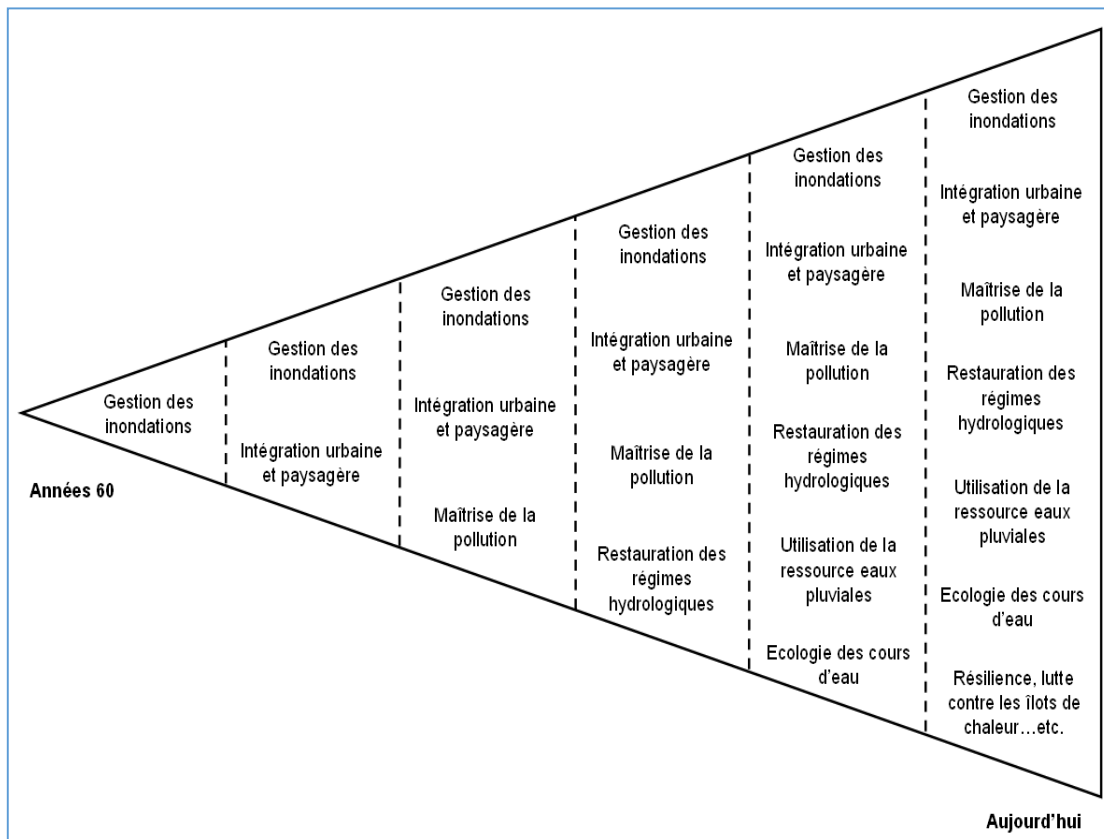 Gestion des
inondations
Années 60
Gestion des
inondations
Intégration urbaine
et paysagère
Gestion des
inondations
Intégration urbaine
et paysagère
Maîtrise de la
pollution
Gestion des
inondations
Intégration urbaine
et paysagère
Maîtrise de la
pollution
Restauration des
régimes
hydrologiques
Gestion des
inondations
Intégration urbaine
et paysagère
Maîtrise de la
pollution
Restauration des
régimes
hydrologiques
Utilisation de la
ressource eaux
pluviales
Ecologie des cours
d'eau
Gestion des
inondations
Intégration urbaine
et paysagère
Maîtrise de la
pollution
Restauration des
régimes
hydrologiques
Utilisation de la
ressource eaux
pluviales
Ecologie des cours
d'eau
Résilience, lutte
contre les îlots de
chaleur…etc.
Aujourd'hui